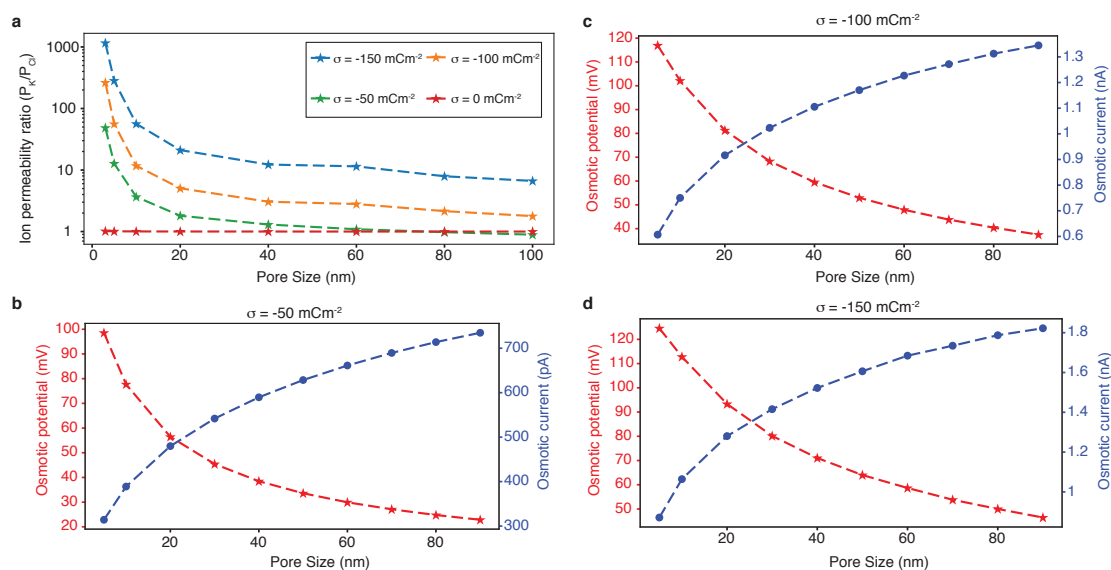 a
1000
100
10
1
Ion permeability ratio (PK/PCl)
σ = -150 mCm⁻²
σ = -100 mCm⁻²
σ = -50 mCm⁻²
σ = 0 mCm⁻²
0 20 40 60 80 100
Pore Size (nm)
c
σ = -100 mCm⁻²
120
110
100
90
80
70
60
50
40
Osmotic potential (mV)
1.3
1.2
1.1
1
0.9
0.8
0.7
0.6
Osmotic current (nA)
20 40 60 80
Pore Size (nm)
b
σ = -50 mCm⁻²
100
90
80
70
60
50
40
30
20
Osmotic potential (mV)
700
600
500
400
300
Osmotic current (pA)
20 40 60 80
Pore Size (nm)
d
σ = -150 mCm⁻²
120
110
100
90
80
70
60
50
Osmotic potential (mV)
1.8
1.6
1.4
1.2
1
Osmotic current (nA)
20 40 60 80
Pore Size (nm)